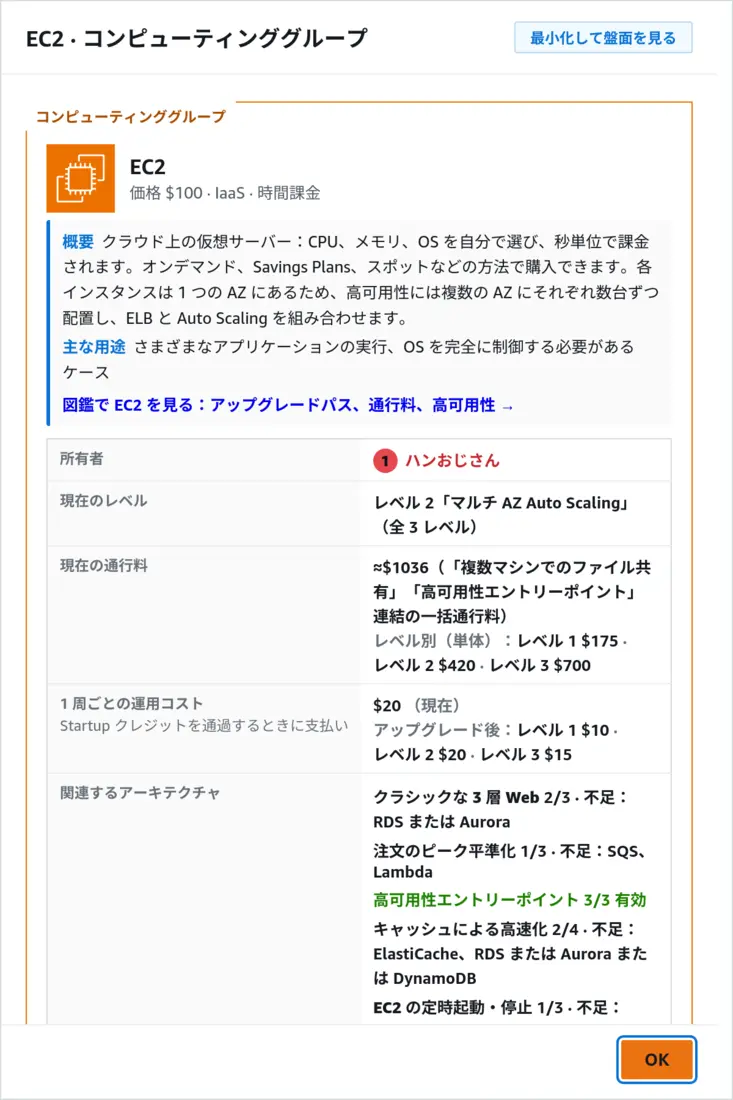 EC2 · コンピューティンググループ
最小化して盤面を見る
コンピューティンググループ
EC2
価格 $100 · IaaS · 時間課金
概要 クラウド上の仮想サーバー：CPU、メモリ、OS を自分で選び、秒単位で課金
されます。オンデマンド、Savings Plans、スポットなどの方法で購入できます。各
インスタンスは 1 つの AZ にあるため、高可用性には複数の AZ にそれぞれ数台ずつ
配置し、ELB と Auto Scaling を組み合わせます。
主な用途 さまざまなアプリケーションの実行、OS を完全に制御する必要がある
ケース
図鑑で EC2 を見る：アップグレードパス、通行料、高可用性 →
所有者
1 ハンおじさん
現在のレベル
レベル 2「マルチ AZ Auto Scaling」
（全 3 レベル）
現在の通行料
≈$1036（「複数マシンでのファイル共
有」「高可用性エントリーポイント」
連結の一括通行料）
レベル別（単体）：レベル 1 $175 ·
レベル 2 $420 · レベル 3 $700
1 周ごとの運用コスト
Startup クレジットを通過するときに支払い
$20 （現在）
アップグレード後：レベル 1 $10 ·
レベル 2 $20 · レベル 3 $15
関連するアーキテクチャ
クラシックな 3 層 Web 2/3 · 不足：
RDS または Aurora
注文のピーク平準化 1/3 · 不足：SQS、
Lambda
高可用性エントリーポイント 3/3 有効
キャッシュによる高速化 2/4 · 不足：
ElastiCache、RDS または Aurora また
は DynamoDB
EC2 の定時起動・停止 1/3 · 不足：
OK